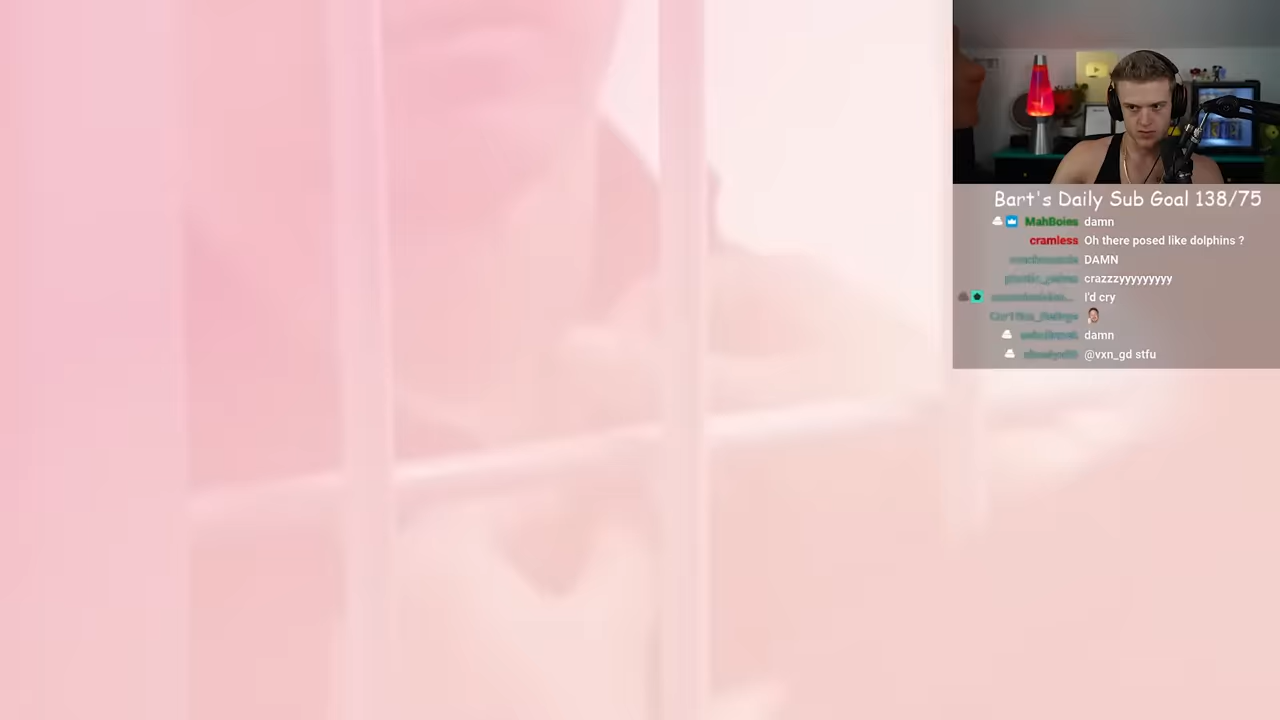 Bart's Daily Sub Goal 138/75
MahBoies damn
cramless Oh there posed like dolphins ?
DAMN
crazzzyyyyyyyyy
I'd cry
damn
@vxn_gd stfu